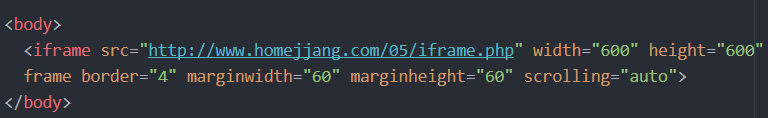 <body>
<iframe src="http://www.homejjang.com/05/iframe.php" width="600" height="600"
frame border="4" marginwidth="60" marginheight="60" scrolling="auto">
</body>